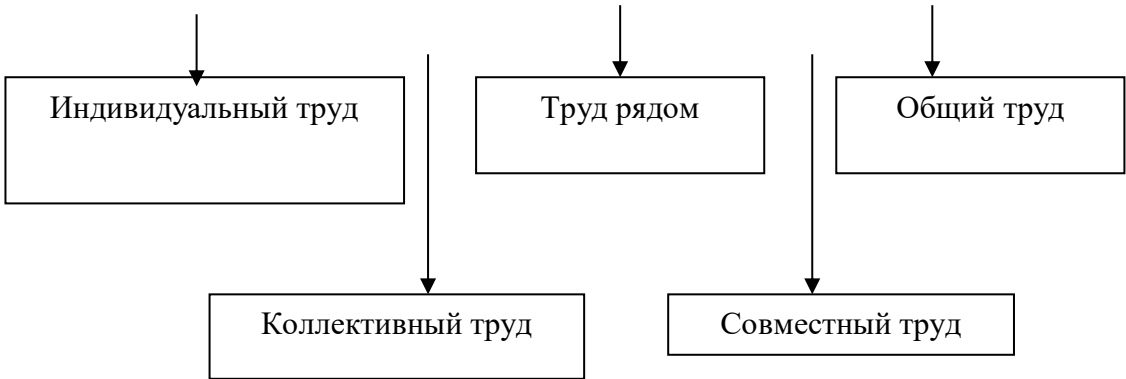 Индивидуальный труд
Труд рядом
Общий труд
Коллективный труд
Совместный труд